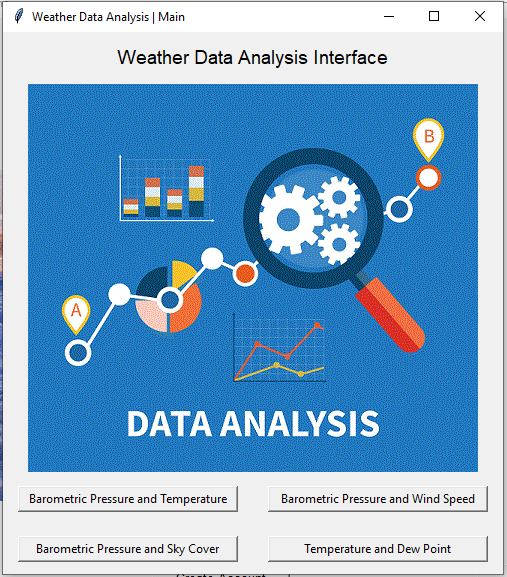 Weather Data Analysis | Main
Weather Data Analysis Interface
B
A
DATA ANALYSIS
Barometric Pressure and Temperature
Barometric Pressure and Wind Speed
Barometric Pressure and Sky Cover
Temperature and Dew Point